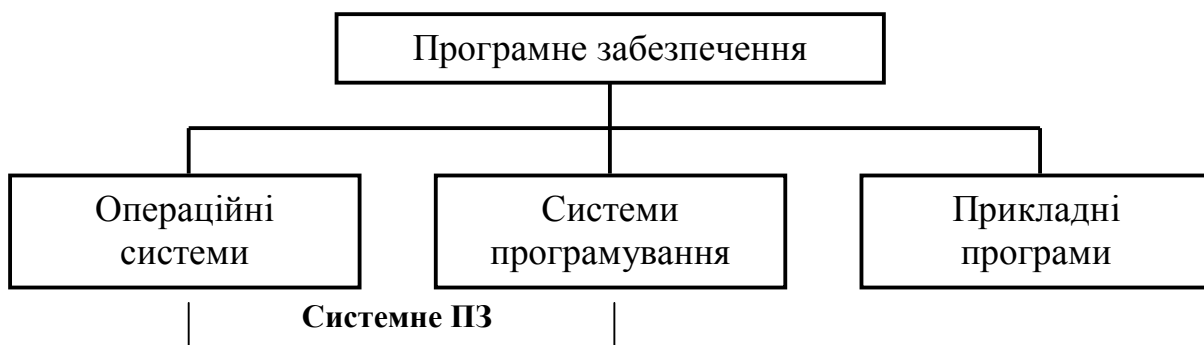 Програмне забезпечення
Операційні
системи
Системи
програмування
Прикладні
програми
Системне ПЗ